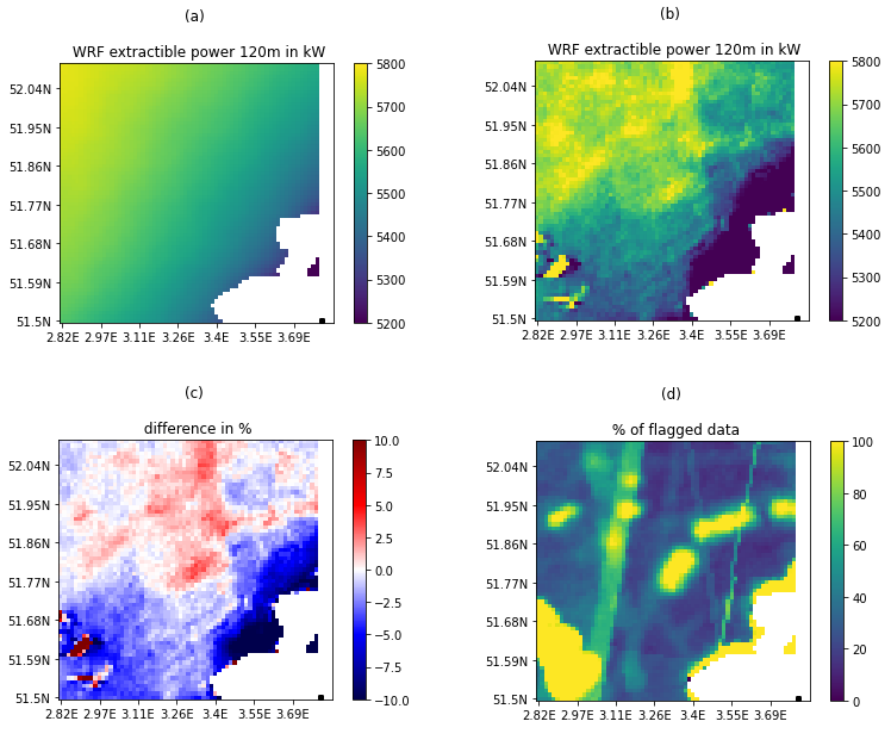 (a)
WRF extractible power 120m in kW
52.04N
51.95N
51.86N
51.77N
51.68N
51.59N
51.5N
2.82E 2.97E 3.11E 3.26E 3.4E 3.55E 3.69E
5800
5700
5600
5500
5400
5300
5200
(b)
WRF extractible power 120m in kW
52.04N
51.95N
51.86N
51.77N
51.68N
51.59N
51.5N
2.82E 2.97E 3.11E 3.26E 3.4E 3.55E 3.69E
5800
5700
5600
5500
5400
5300
5200
(c)
difference in %
52.04N
51.95N
51.86N
51.77N
51.68N
51.59N
51.5N
2.82E 2.97E 3.11E 3.26E 3.4E 3.55E 3.69E
10.0
7.5
5.0
2.5
0.0
−2.5
−5.0
−7.5
−10.0
(d)
% of flagged data
52.04N
51.95N
51.86N
51.77N
51.68N
51.59N
51.5N
2.82E 2.97E 3.11E 3.26E 3.4E 3.55E 3.69E
100
80
60
40
20
0